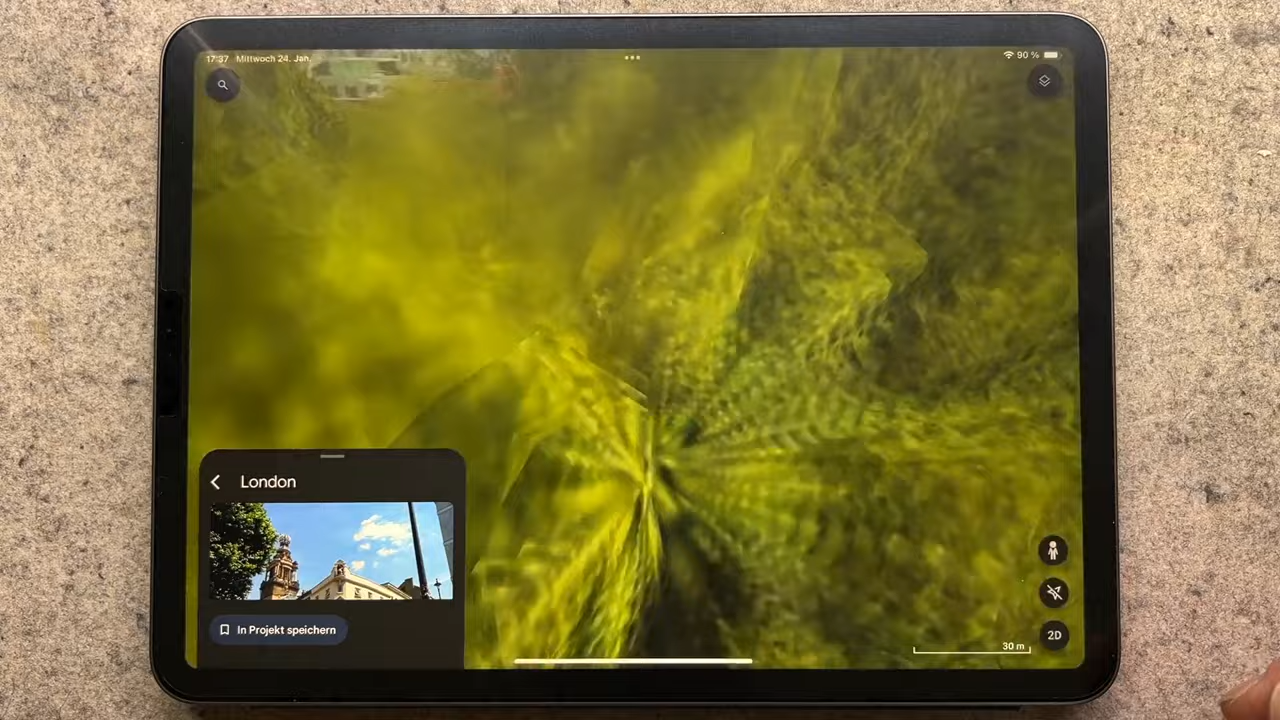 17:37 Mittwoch 24. Jan.
90 %
London
In Projekt speichern
2D
30 m